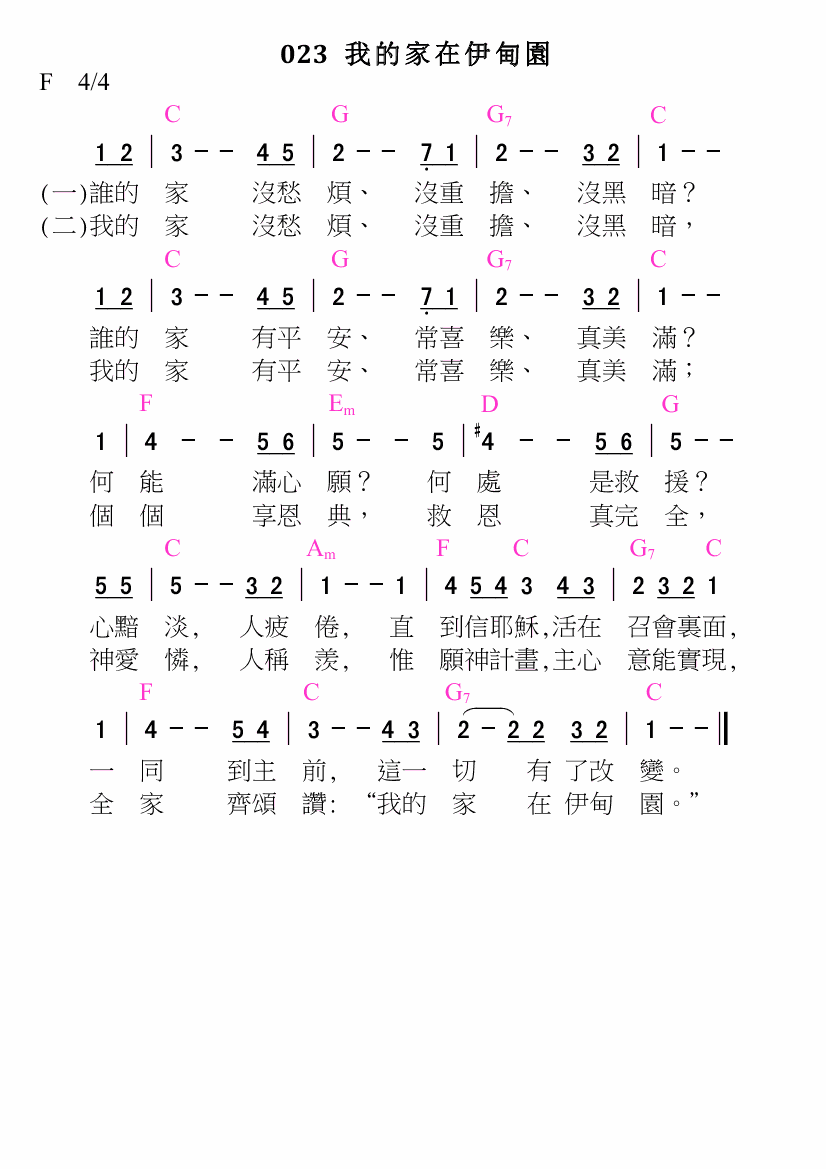 023 我的家在伊甸園
F 4/4
C G G7 C
1 2 | 3 - - 4 5 | 2 - - 7̣ 1 | 2 - - 3 2 | 1 - -
(一)誰的 家 沒愁 煩、 沒重 擔、 沒黑 暗？
(二)我的 家 沒愁 煩、 沒重 擔、 沒黑 暗，
C G G7 C
1 2 | 3 - - 4 5 | 2 - - 7̣ 1 | 2 - - 3 2 | 1 - -
誰的 家 有平 安、 常喜 樂、 真美 滿？
我的 家 有平 安、 常喜 樂、 真美 滿；
F Em D G
1 | 4 - - 5 6 | 5 - - 5 | #4 - - 5 6 | 5 - -
何 能 滿心 願？ 何 處 是救 援？
個 個 享恩 典， 救 恩 真完 全，
C Am F C G7 C
5 5 | 5 - - 3 2 | 1 - - 1 | 4 5 4 3 4 3 | 2 3 2 1
心黯 淡, 人疲 倦, 直 到信耶穌,活在 召會裏面,
神愛 憐, 人稱 羨, 惟 願神計畫,主心 意能實現,
F C G7 C
1 | 4 - - 5 4 | 3 - - 4 3 | 2 - 2 2 3 2 | 1 - -
一 同 到主 前, 這一 切 有 了改 變。
全 家 齊頌 讚: “我的 家 在 伊甸 園。”